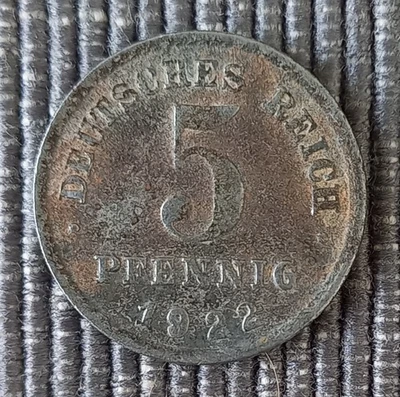 DEUTSCHES REICH
5
PFENNIG
1922